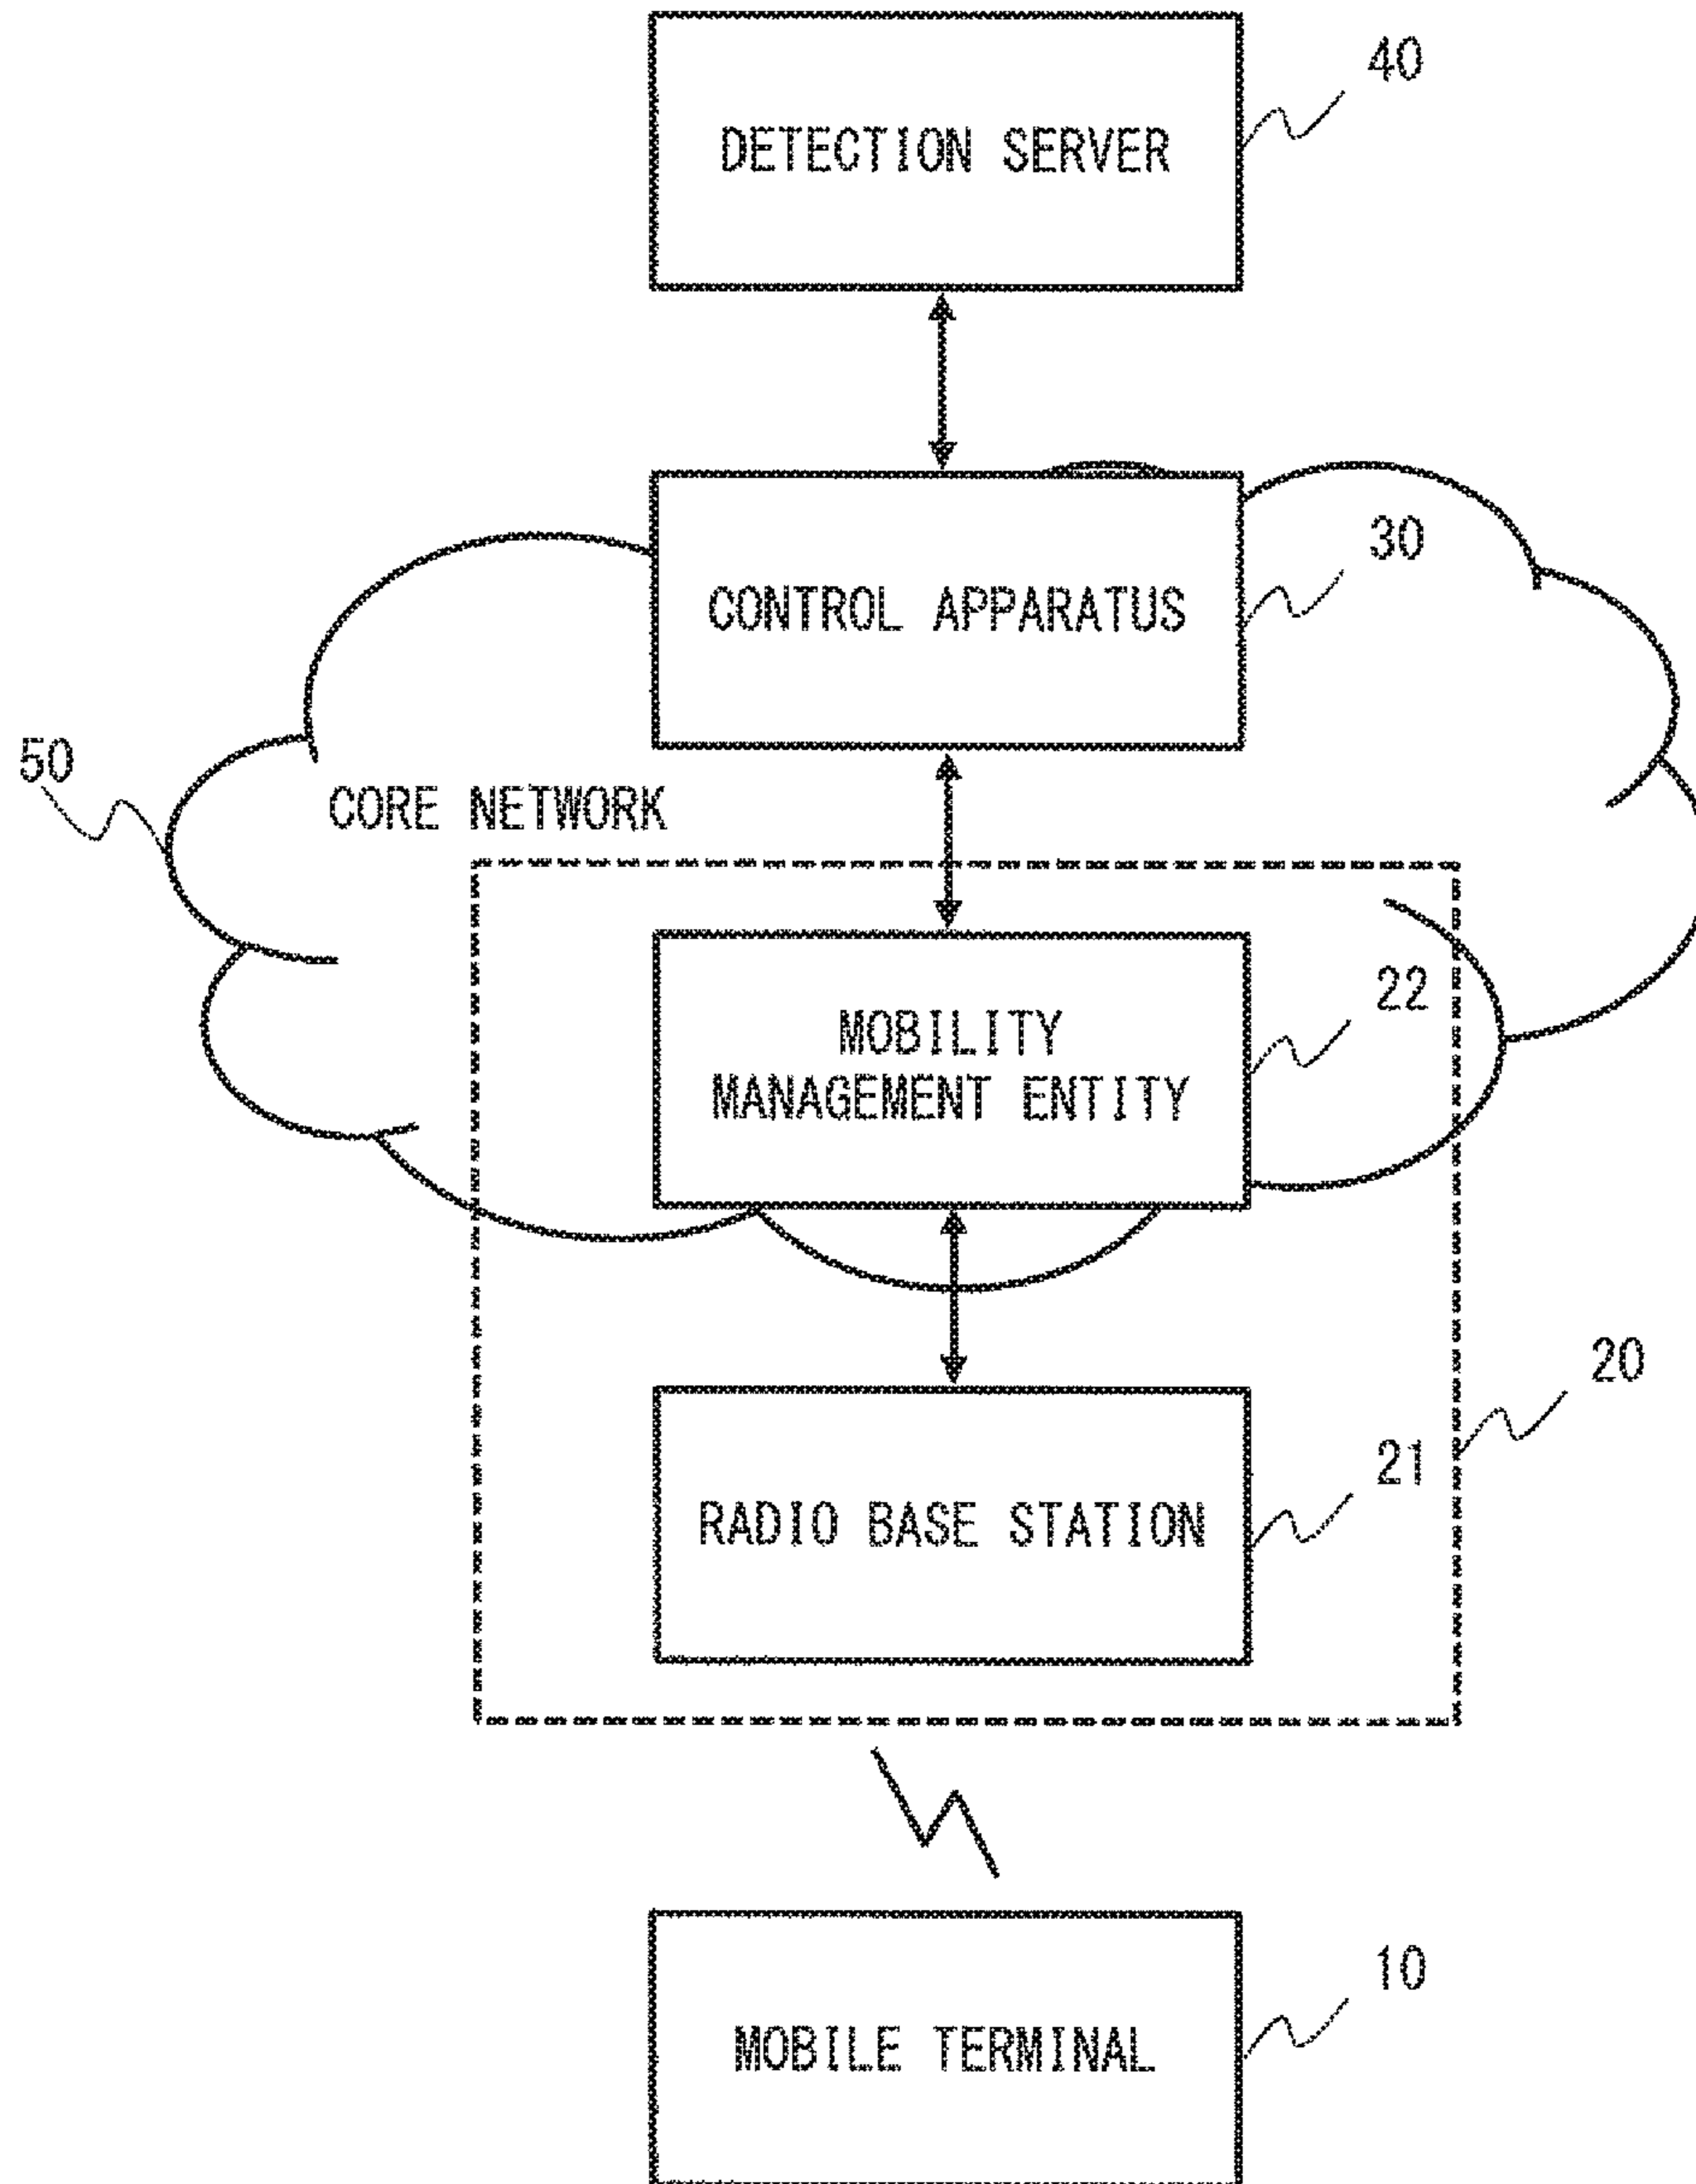 40
DETECTION SERVER
30
CONTROL APPARATUS
50
CORE NETWORK
22
MOBILITY
MANAGEMENT ENTITY
20
21
RADIO BASE STATION
10
MOBILE TERMINAL